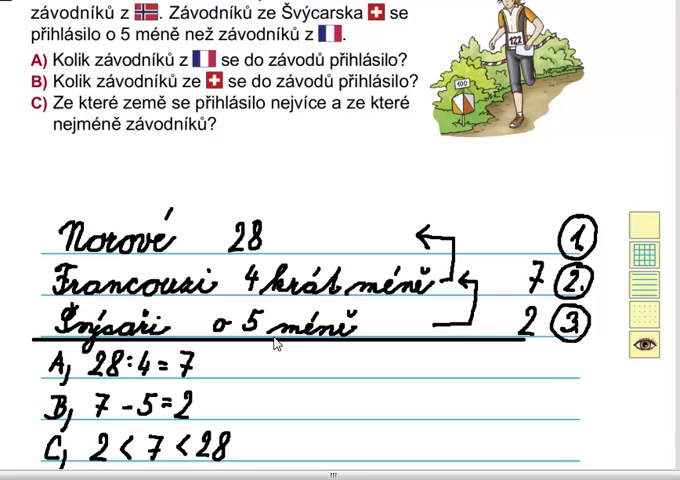 závodníků z . Závodníků ze Švýcarska se
přihlásilo o 5 méně než závodníků z .
A) Kolik závodníků z se do závodů přihlásilo?
B) Kolik závodníků ze se do závodů přihlásilo?
C) Ze které země se přihlásilo nejvíce a ze které
nejméně závodníků?
122
100
Norové 28 1.
Francouzi 4 krát méně 7 2.
Švýcaři o 5 méně 2 3.
A, 28:4=7
B, 7-5=2
C, 2<7<28